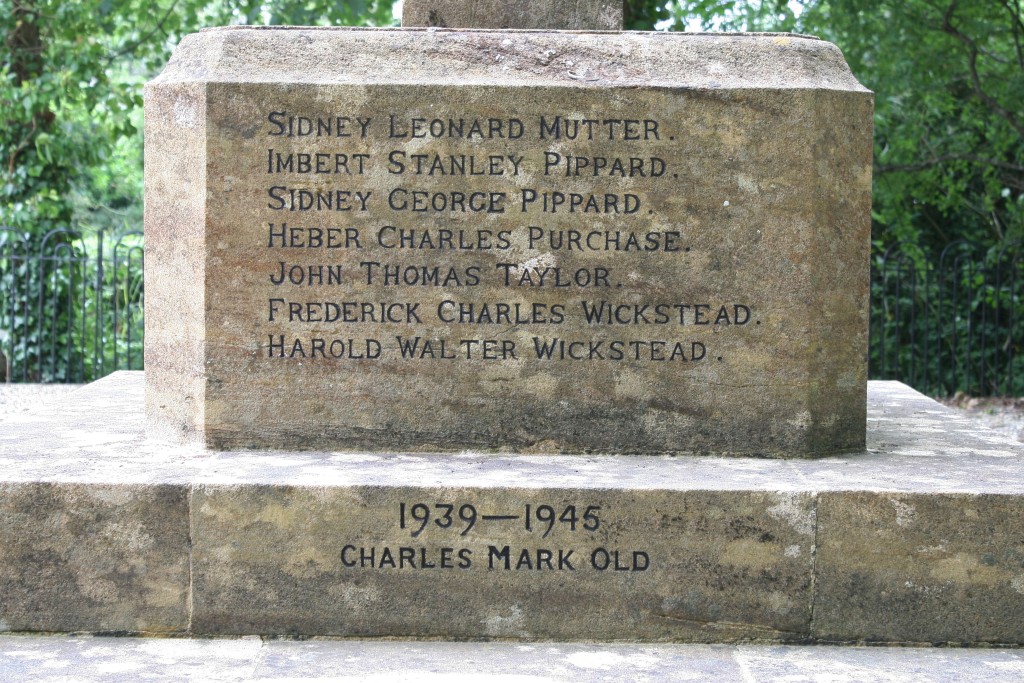 SIDNEY LEONARD MUTTER.
IMBERT STANLEY PIPPARD.
SIDNEY GEORGE PIPPARD.
HEBER CHARLES PURCHASE.
JOHN THOMAS TAYLOR.
FREDERICK CHARLES WICKSTEAD.
HAROLD WALTER WICKSTEAD.
1939—1945
CHARLES MARK OLD